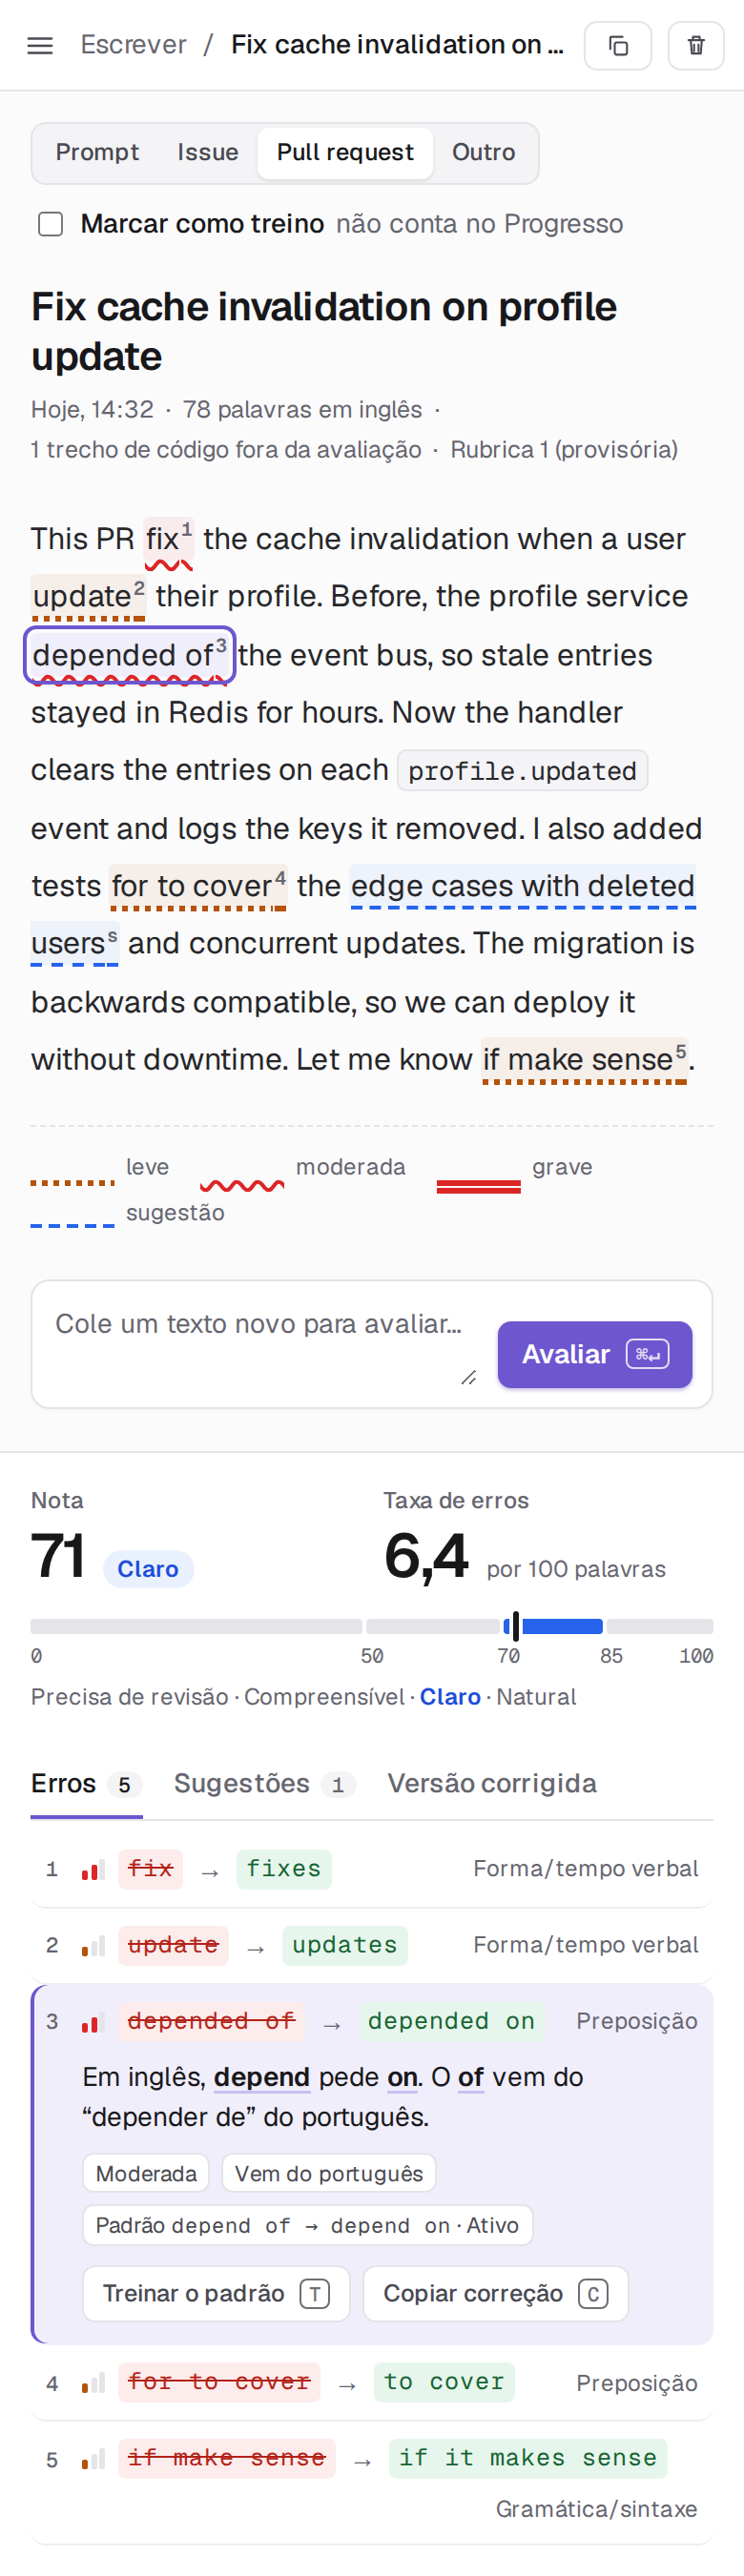 Escrever / Fix cache invalidation on ...
Prompt Issue Pull request Outro
Marcar como treino não conta no Progresso
Fix cache invalidation on profile
update
Hoje, 14:32 · 78 palavras em inglês ·
1 trecho de código fora da avaliação · Rubrica 1 (provisória)
This PR fix1 the cache invalidation when a user
update2 their profile. Before, the profile service
depended of3 the event bus, so stale entries
stayed in Redis for hours. Now the handler
clears the entries on each profile.updated
event and logs the keys it removed. I also added
tests for to cover4 the edge cases with deleted
userss and concurrent updates. The migration is
backwards compatible, so we can deploy it
without downtime. Let me know if make sense5.
leve moderada grave
sugestão
Cole um texto novo para avaliar...
Avaliar ⌘↵
Nota Taxa de erros
71 Claro 6,4 por 100 palavras
0 50 70 85 100
Precisa de revisão · Compreensível · Claro · Natural
Erros 5 Sugestões 1 Versão corrigida
1 fix → fixes Forma/tempo verbal
2 update → updates Forma/tempo verbal
3 depended of → depended on Preposição
Em inglês, depend pede on. O of vem do
“depender de” do português.
Moderada Vem do português
Padrão depend of → depend on · Ativo
Treinar o padrão T Copiar correção C
4 for to cover → to cover Preposição
5 if make sense → if it makes sense
Gramática/sintaxe